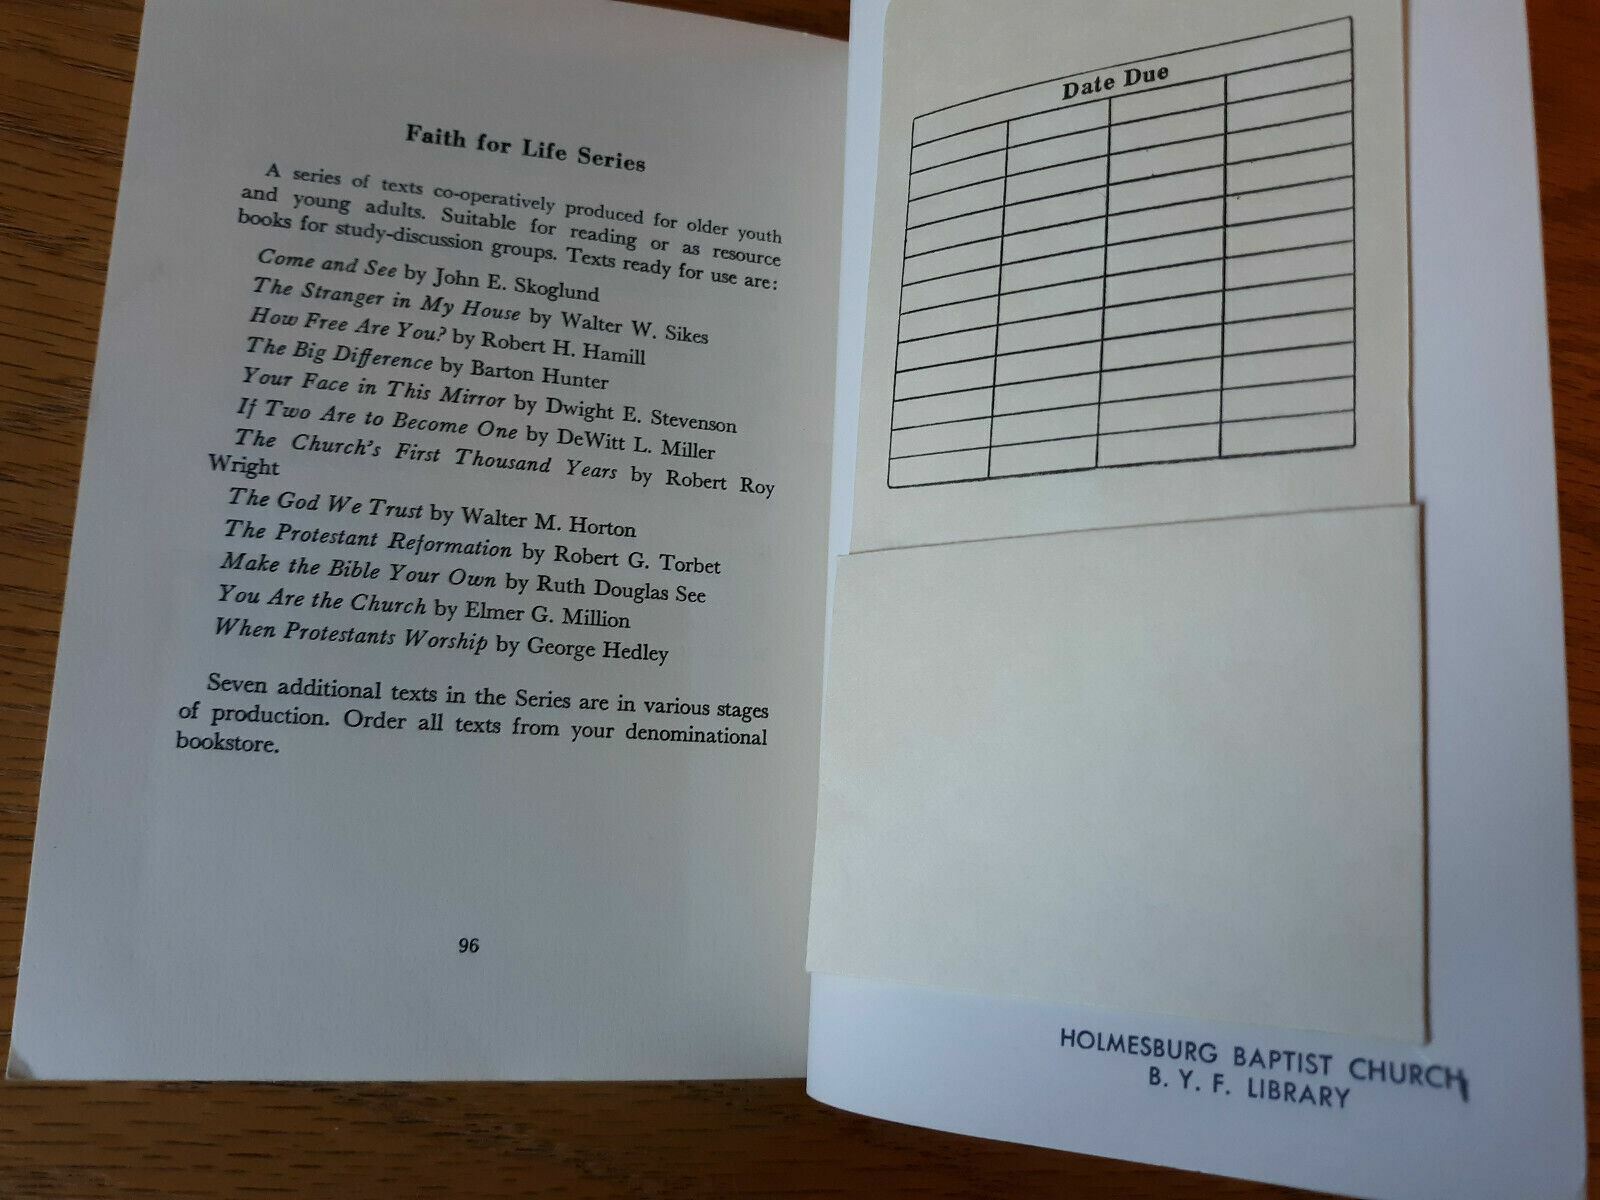 Faith for Life Series
A series of texts co-operatively produced for older youth
and young adults. Suitable for reading or as resource
books for study-discussion groups. Texts ready for use are:
Come and See by John E. Skoglund
The Stranger in My House by Walter W. Sikes
How Free Are You? by Robert H. Hamill
The Big Difference by Barton Hunter
Your Face in This Mirror by Dwight E. Stevenson
If Two Are to Become One by DeWitt L. Miller
The Church's First Thousand Years by Robert Roy
Wright
The God We Trust by Walter M. Horton
The Protestant Reformation by Robert G. Torbet
Make the Bible Your Own by Ruth Douglas See
You Are the Church by Elmer G. Million
When Protestants Worship by George Hedley
Seven additional texts in the Series are in various stages
of production. Order all texts from your denominational
bookstore.
96
Date Due
HOLMESBURG BAPTIST CHURCH
B. Y. F. LIBRARY